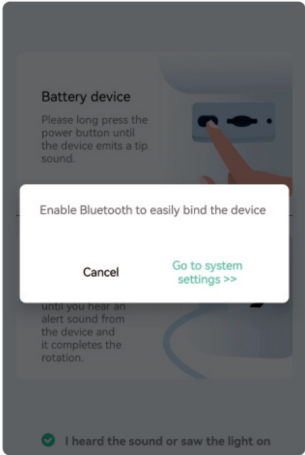 Battery device
Please long press the
power button until
the device emits a tip
sound.
Enable Bluetooth to easily bind the device
Cancel
Go to system
settings >>
until you hear an
alert sound from
the device and
it completes the
rotation.
I heard the sound or saw the light on